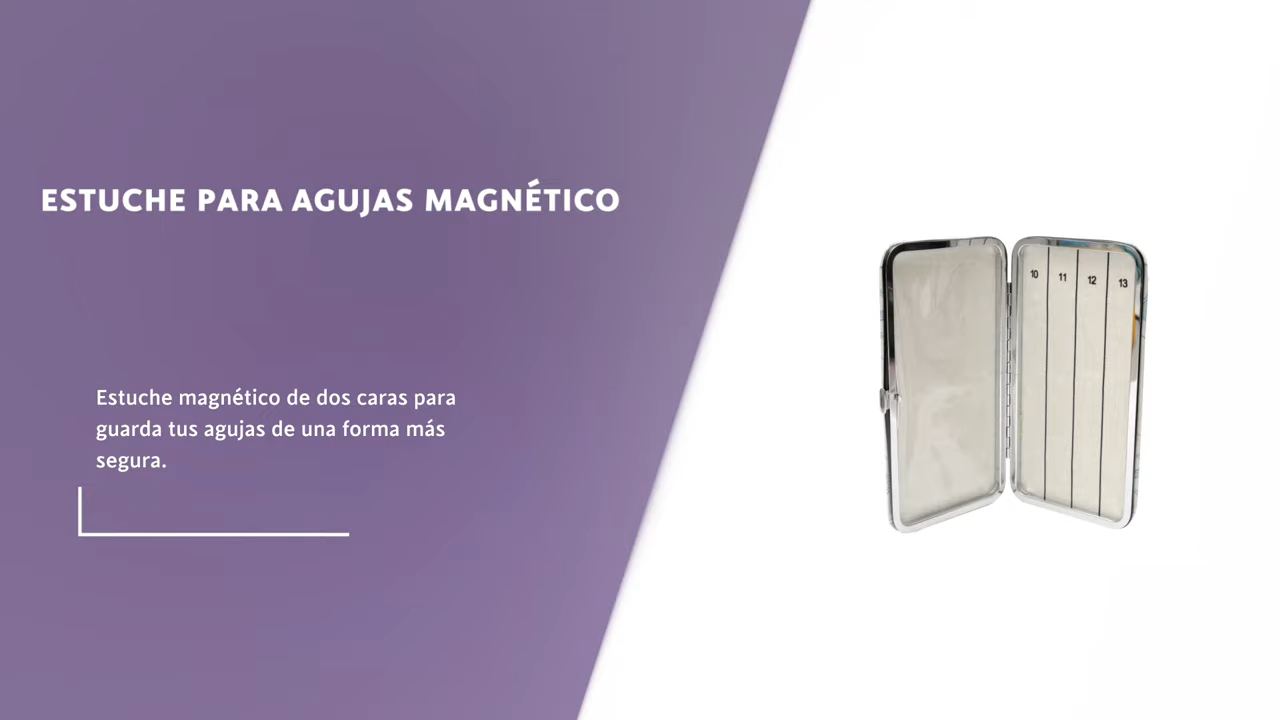 ESTUCHE PARA AGUJAS MAGNÉTICO
Estuche magnético de dos caras para
guarda tus agujas de una forma más
segura.
10 11 12 13